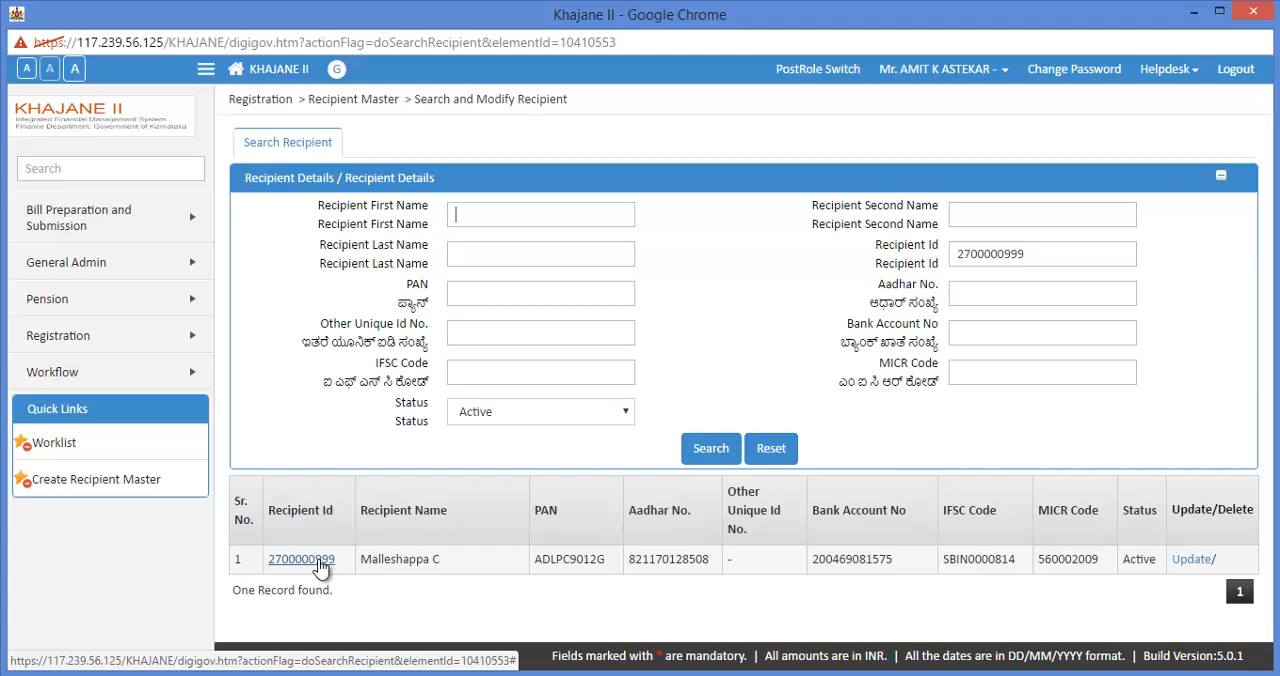 Khajane II - Google Chrome
https://117.239.56.125/KHAJANE/digigov.htm?actionFlag=doSearchRecipient&elementId=10410553
A A A KHAJANE II G PostRole Switch Mr. AMIT K ASTEKAR - Change Password Helpdesk Logout
KHAJANE II
Integrated Financial Management System
Finance Department, Government of Karnataka
Search
Bill Preparation and
Submission
General Admin
Pension
Registration
Workflow
Quick Links
Worklist
Create Recipient Master
Registration > Recipient Master > Search and Modify Recipient
Search Recipient
Recipient Details / Recipient Details
Recipient First Name Recipient Second Name
Recipient First Name Recipient Second Name
Recipient Last Name Recipient Id 2700000999
Recipient Last Name Recipient Id
PAN Aadhar No.
ಪ್ಯಾನ್ ಆಧಾರ್ ಸಂಖ್ಯೆ
Other Unique Id No. Bank Account No
ಇತರೆ ಯೂನಿಕ್ ಐಡಿ ಸಂಖ್ಯೆ ಬ್ಯಾಂಕ್ ಖಾತೆ ಸಂಖ್ಯೆ
IFSC Code MICR Code
ಐ ಎಫ್ ಎಸ್ ಸಿ ಕೋಡ್ ಎಂ ಐ ಸಿ ಆರ್ ಕೋಡ್
Status Active
Status
Search Reset
Sr. No. Recipient Id Recipient Name PAN Aadhar No. Other Unique Id No. Bank Account No IFSC Code MICR Code Status Update/Delete
1 2700000999 Malleshappa C ADLPC9012G 821170128508 - 200469081575 SBIN0000814 560002009 Active Update/
One Record found. 1
Fields marked with * are mandatory. | All amounts are in INR. | All the dates are in DD/MM/YYYY format. | Build Version:5.0.1
https://117.239.56.125/KHAJANE/digigov.htm?actionFlag=doSearchRecipient&elementId=10410553#